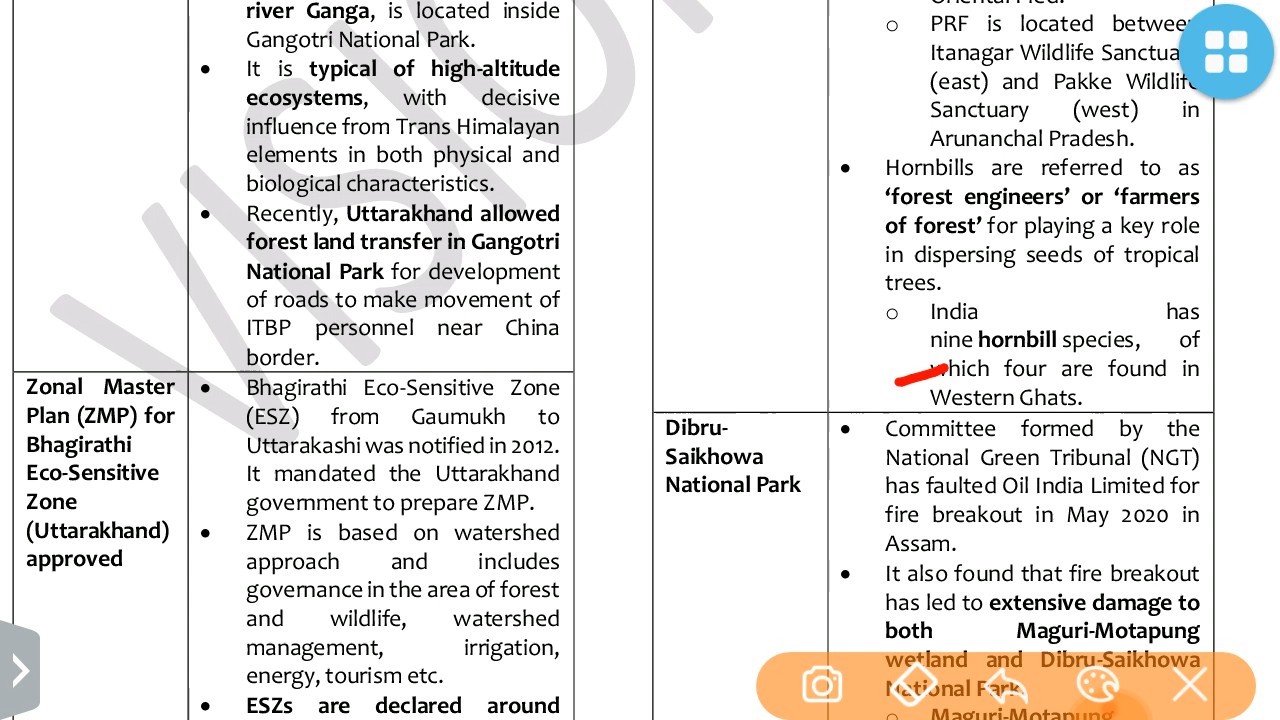 river Ganga, is located inside
Gangotri National Park.
• It is typical of high-altitude
ecosystems, with decisive
influence from Trans Himalayan
elements in both physical and
biological characteristics.
• Recently, Uttarakhand allowed
forest land transfer in Gangotri
National Park for development
of roads to make movement of
ITBP personnel near China
border.
Zonal Master
Plan (ZMP) for
Bhagirathi
Eco-Sensitive
Zone
(Uttarakhand)
approved
• Bhagirathi Eco-Sensitive Zone
(ESZ) from Gaumukh to
Uttarakashi was notified in 2012.
It mandated the Uttarakhand
government to prepare ZMP.
• ZMP is based on watershed
approach and includes
governance in the area of forest
and wildlife, watershed
management, irrigation,
energy, tourism etc.
• ESZs are declared around
o PRF is located between
Itanagar Wildlife Sanctuary
(east) and Pakke Wildlife
Sanctuary (west) in
Arunanchal Pradesh.
• Hornbills are referred to as
‘forest engineers’ or ‘farmers
of forest’ for playing a key role
in dispersing seeds of tropical
trees.
o India has
nine hornbill species, of
which four are found in
Western Ghats.
Dibru-
Saikhowa
National Park
• Committee formed by the
National Green Tribunal (NGT)
has faulted Oil India Limited for
fire breakout in May 2020 in
Assam.
• It also found that fire breakout
has led to extensive damage to
both Maguri-Motapung
wetland and Dibru-Saikhowa
National Park.
o Maguri-Motapung
VISIO